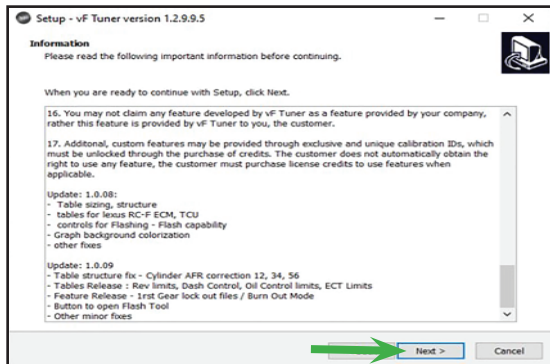 Setup - vF Tuner version 1.2.9.9.5
Information
Please read the following important information before continuing.
When you are ready to continue with Setup, click Next.
16. You may not claim any feature developed by vF Tuner as a feature provided by your company,
rather this feature is provided by vF Tuner to you, the customer.
17. Additonal, custom features may be provided through exclusive and unique calibration IDs, which
must be unlocked through the purchase of credits. The customer does not automatically obtain the
right to use any feature, the customer must purchase license credits to use features when
applicable.
Update: 1.0.08:
- Table sizing, structure
- tables for lexus RC-F ECM, TCU
- controls for Flashing - Flash capability
- Graph background colorization
- other fixes
Update: 1.0.09
- Table structure fix - Cylinder AFR correction 12, 34, 56
- Tables Release : Rev limits, Dash Control, Oil Control limits, ECT Limits
- Feature Release - 1rst Gear lock out files / Burn Out Mode
- Button to open Flash Tool
- Other minor fixes
Next >
Cancel